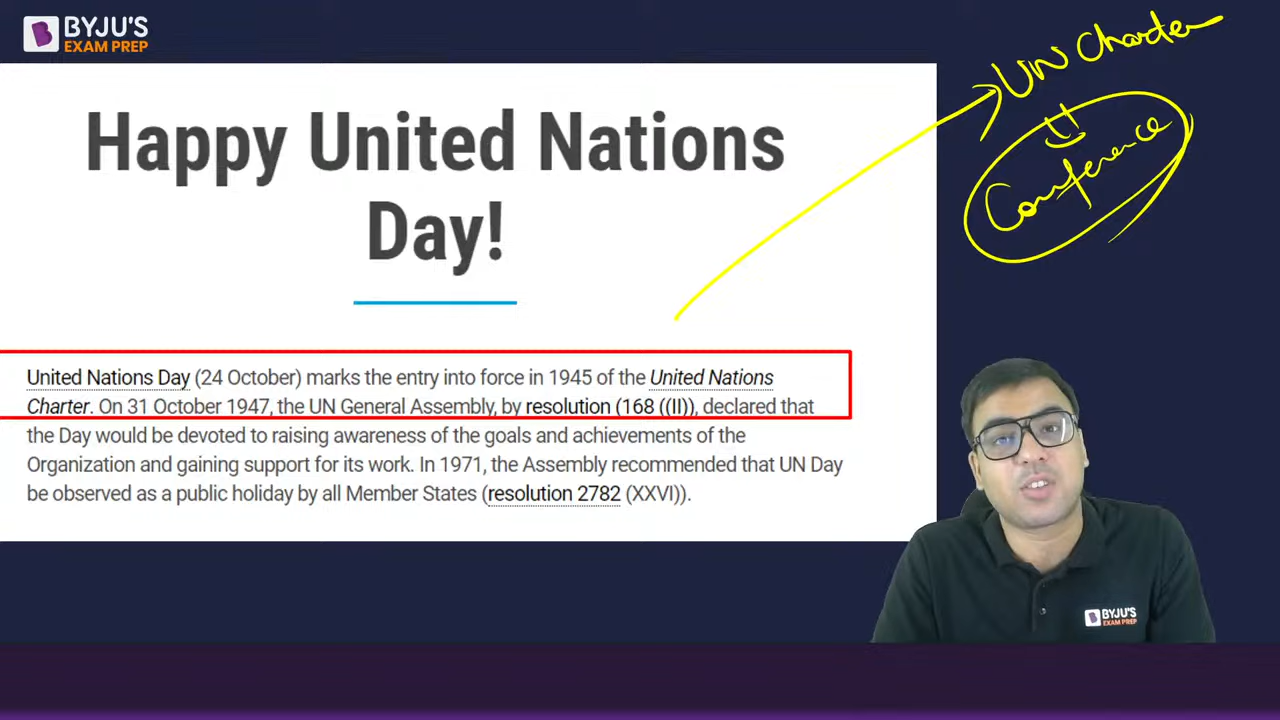 BYJU'S
EXAM PREP
UN Charter
Conference
Happy United Nations
Day!
United Nations Day (24 October) marks the entry into force in 1945 of the United Nations
Charter. On 31 October 1947, the UN General Assembly, by resolution (168 ((II)), declared that
the Day would be devoted to raising awareness of the goals and achievements of the
Organization and gaining support for its work. In 1971, the Assembly recommended that UN Day
be observed as a public holiday by all Member States (resolution 2782 (XXVI)).
BYJU'S
EXAM PREP